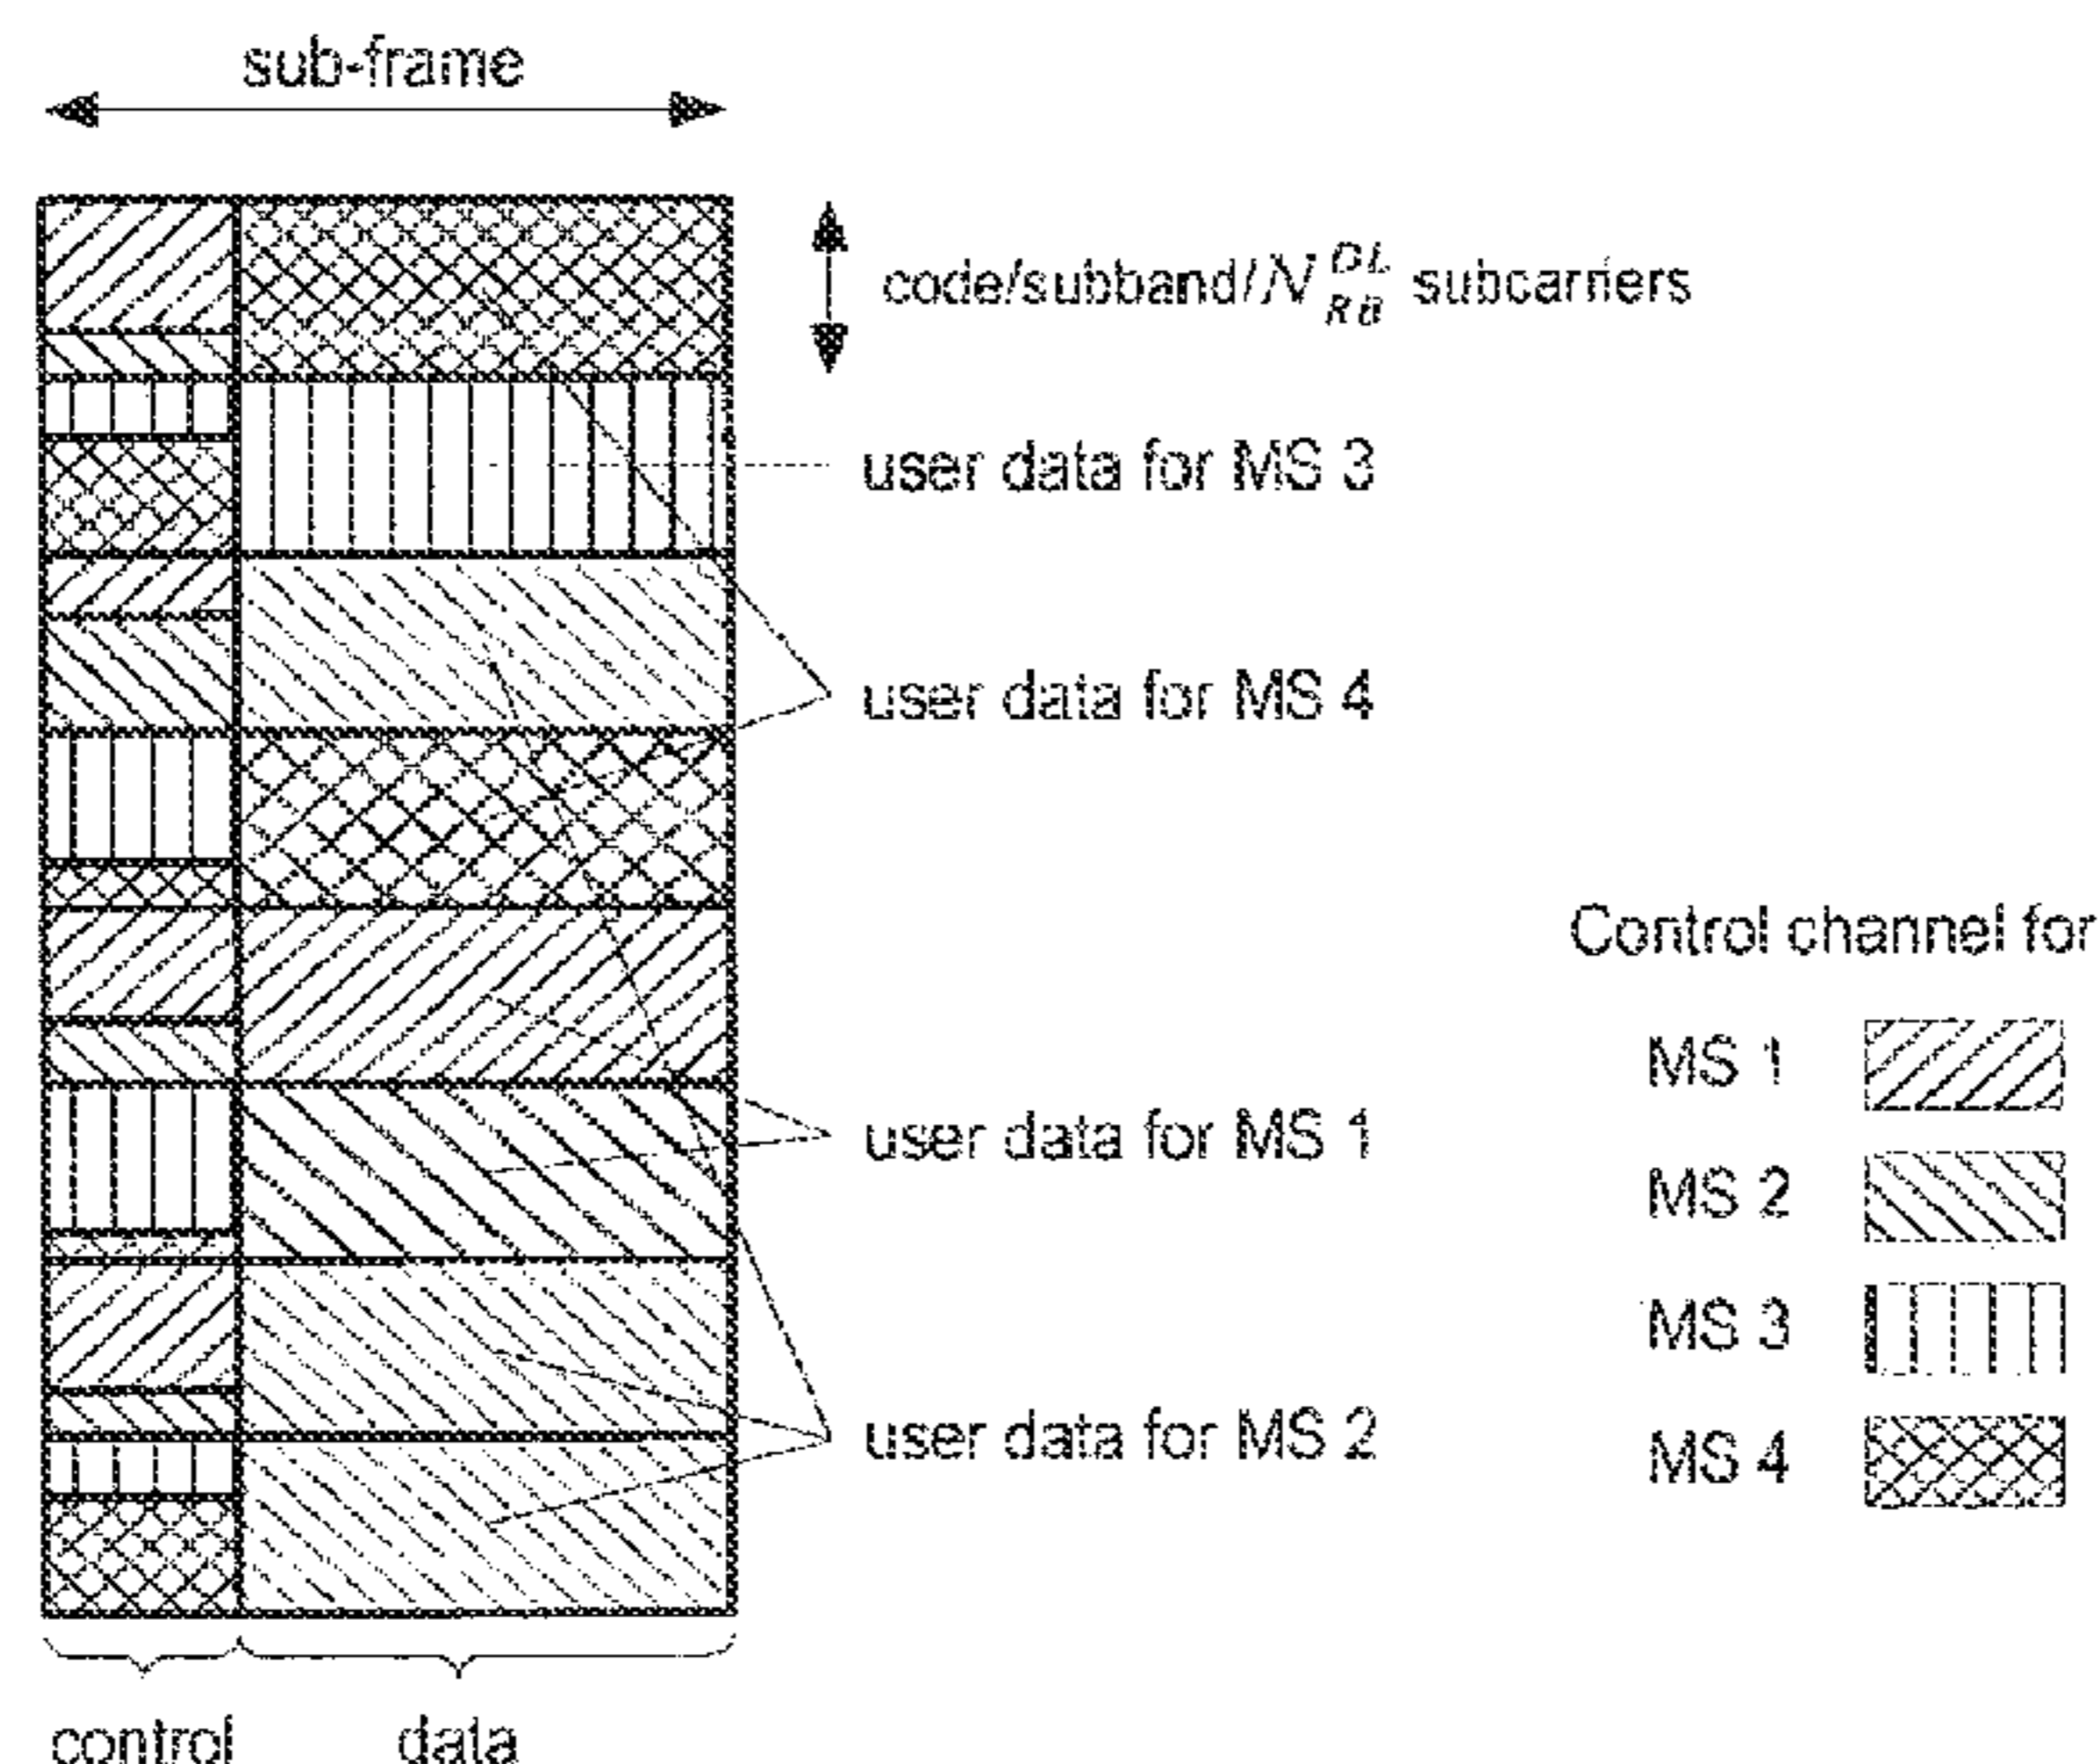 sub-frame
code/subband/N DL RB subcarriers
user data for MS 3
user data for MS 4
user data for MS 1
user data for MS 2
Control channel for
MS 1
MS 2
MS 3
MS 4
control data